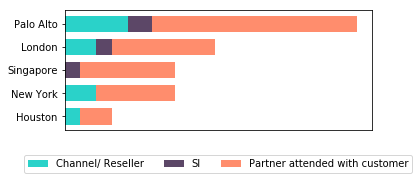 Palo Alto
London
Singapore
New York
Houston
Channel/ Reseller SI Partner attended with customer